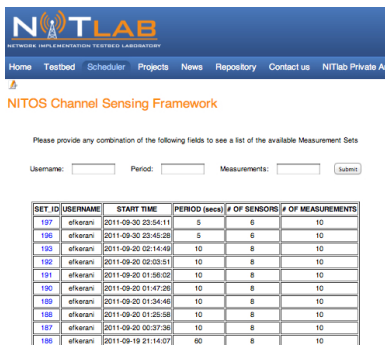 NITLAB
NETWORK IMPLEMENTATION TESTBED LABORATORY
Home Testbed Scheduler Projects News Repository Contact us NITlab Private A
NITOS Channel Sensing Framework
Please provide any combination of the following fields to see a list of the available Measurement Sets
Username: Period: Measurements: Submit
SET_ID USERNAME START TIME PERIOD (secs) # OF SENSORS # OF MEASUREMENTS
197 efkerani 2011-09-30 23:54:11 5 6 10
196 efkerani 2011-09-30 23:45:28 5 6 10
193 efkerani 2011-09-20 02:14:49 10 8 10
192 efkerani 2011-09-20 02:03:51 10 8 10
191 efkerani 2011-09-20 01:56:02 10 8 10
190 efkerani 2011-09-20 01:47:26 10 8 10
189 efkerani 2011-09-20 01:34:46 10 8 10
188 efkerani 2011-09-20 01:25:58 10 8 10
187 efkerani 2011-09-20 00:37:36 10 8 10
186 efkerani 2011-09-19 21:14:07 60 8 10